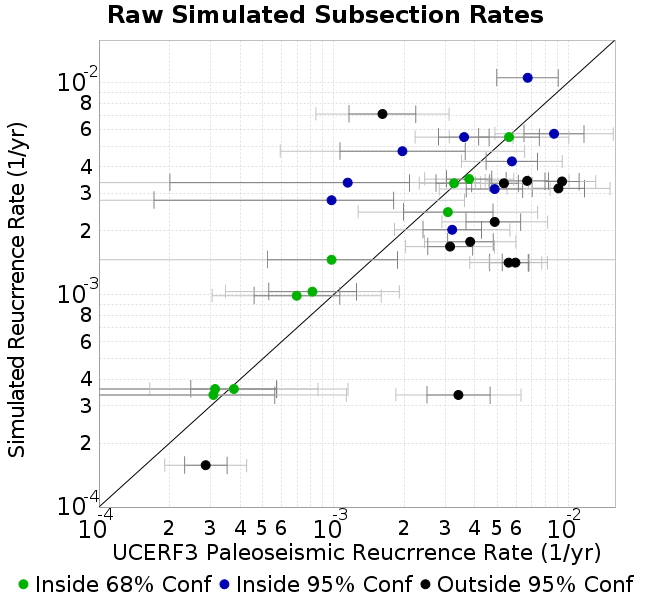 Raw Simulated Subsection Rates
Simulated Reucrrence Rate (1/yr)
10-2
8
6
4
3
2
10-3
8
6
4
3
2
10-4
10-4 2 3 4 5 6 10-3 2 3 4 5 6 10-2
UCERF3 Paleoseismic Reucrrence Rate (1/yr)
Inside 68% Conf Inside 95% Conf Outside 95% Conf